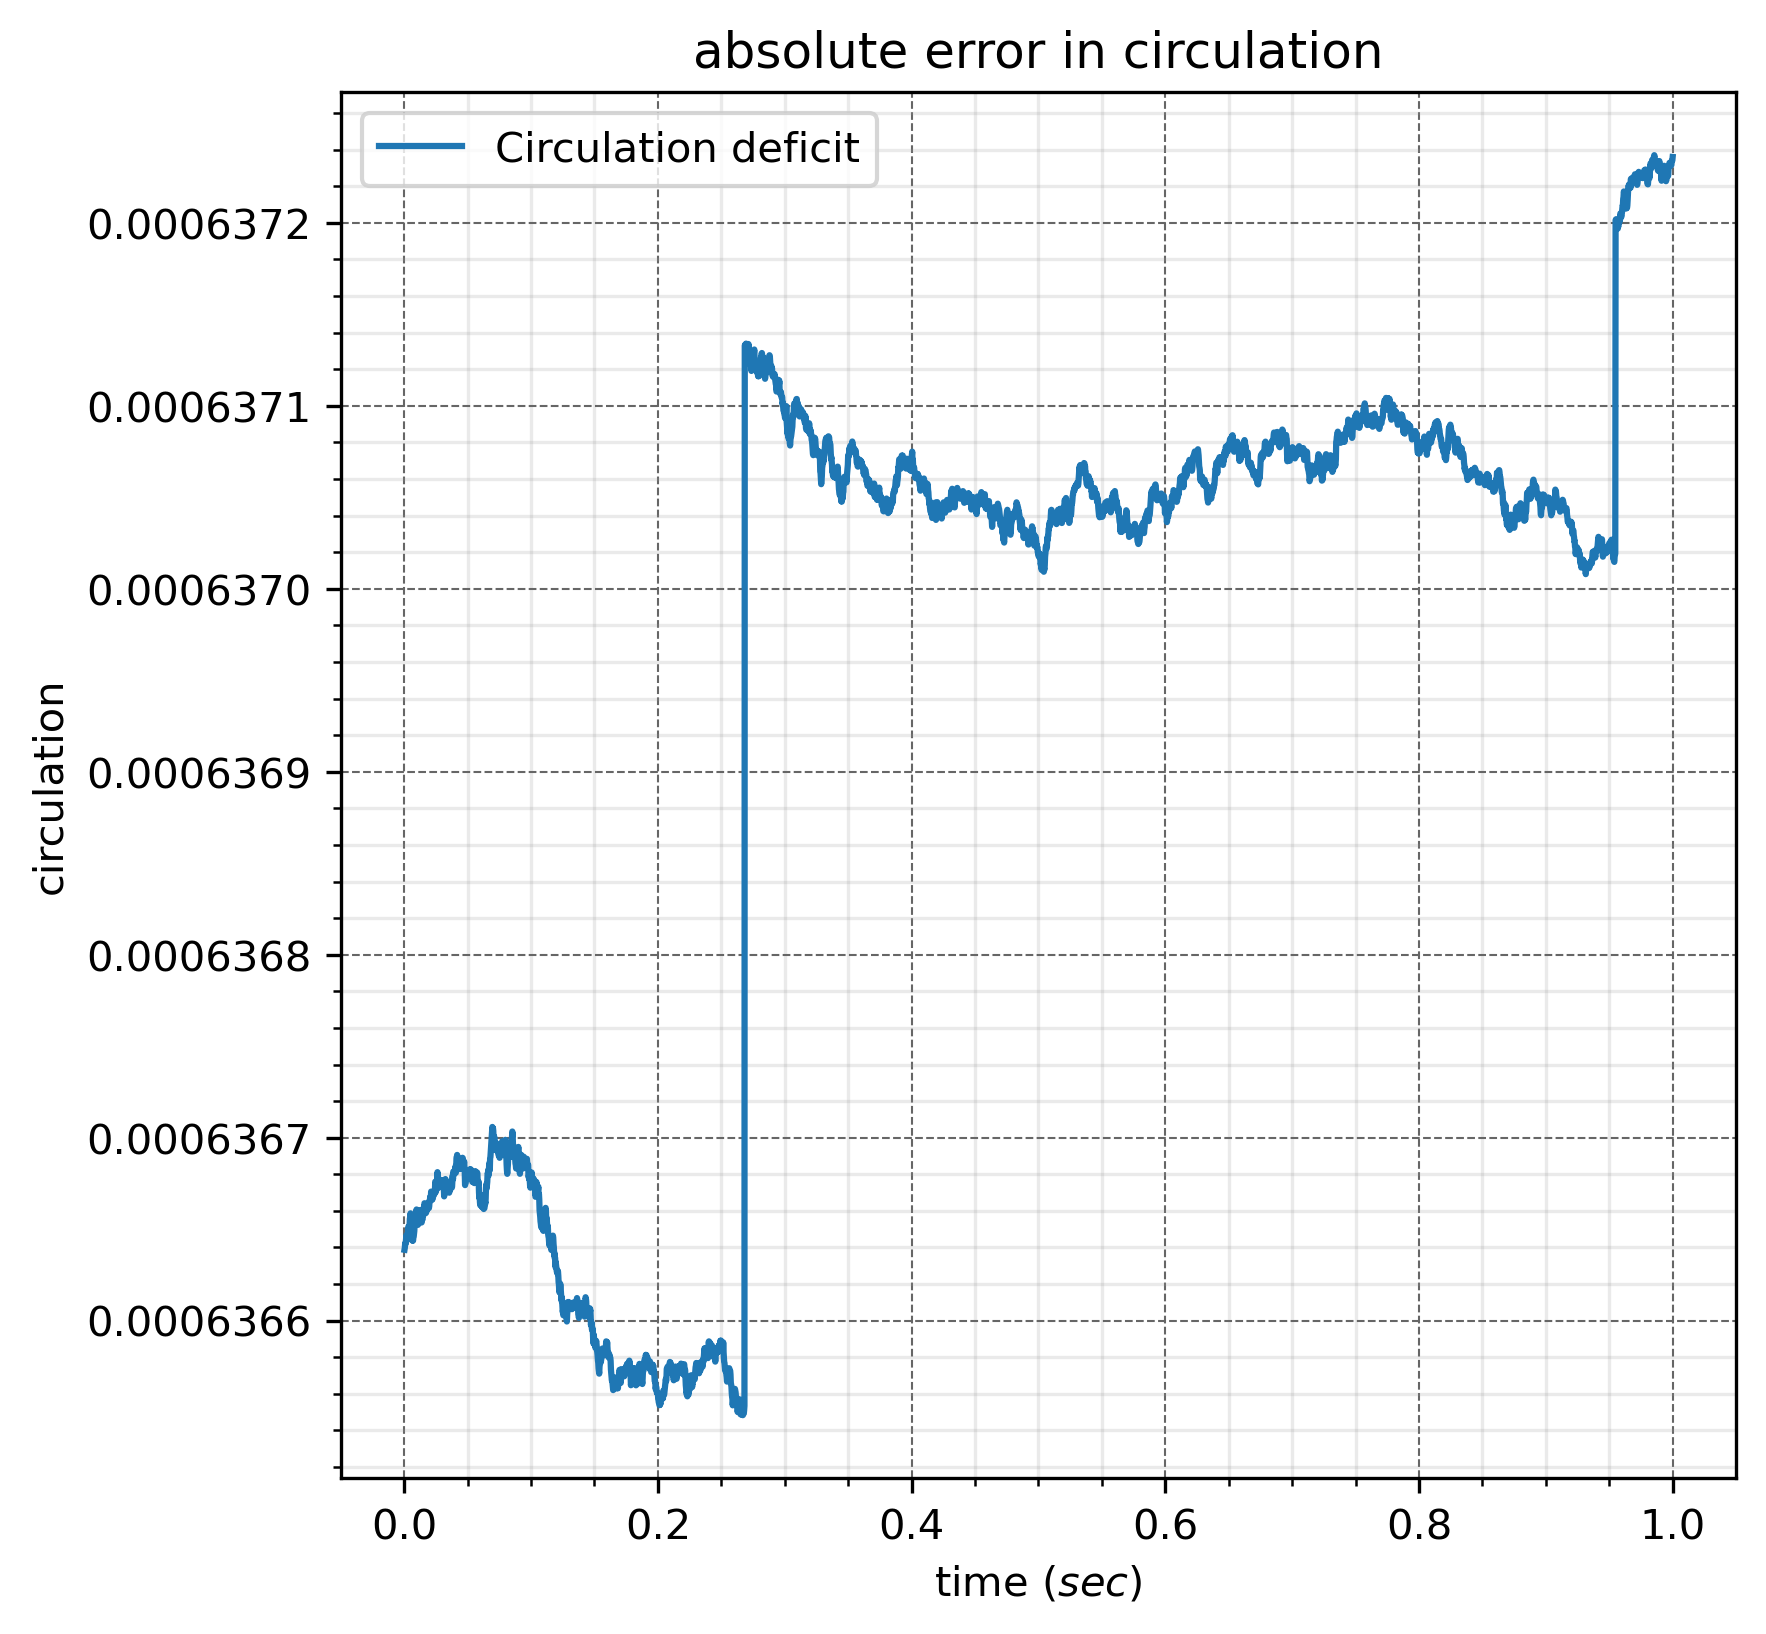 absolute error in circulation
Circulation deficit
0.0006372
0.0006371
0.0006370
0.0006369
0.0006368
0.0006367
0.0006366
circulation
0.0 0.2 0.4 0.6 0.8 1.0
time (sec)